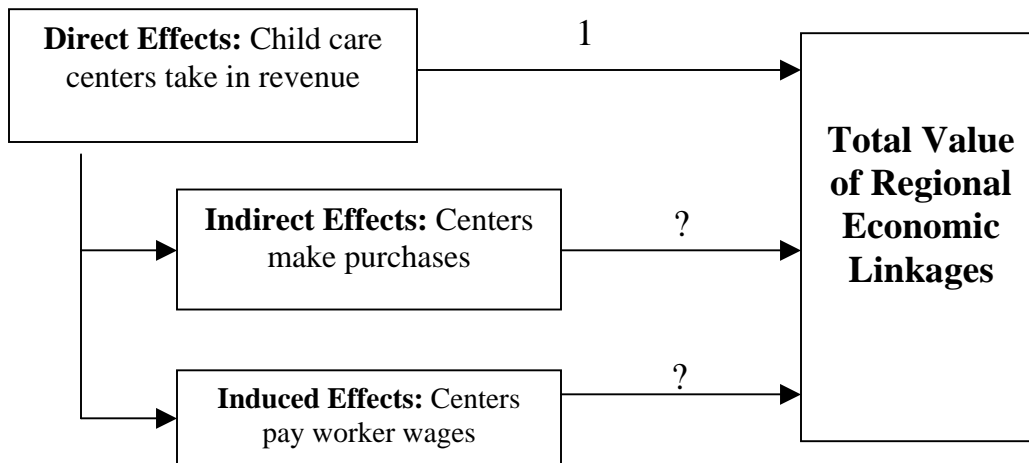 Direct Effects: Child care
centers take in revenue
1
Total Value
of Regional
Economic
Linkages
Indirect Effects: Centers
make purchases
?
Induced Effects: Centers
pay worker wages
?